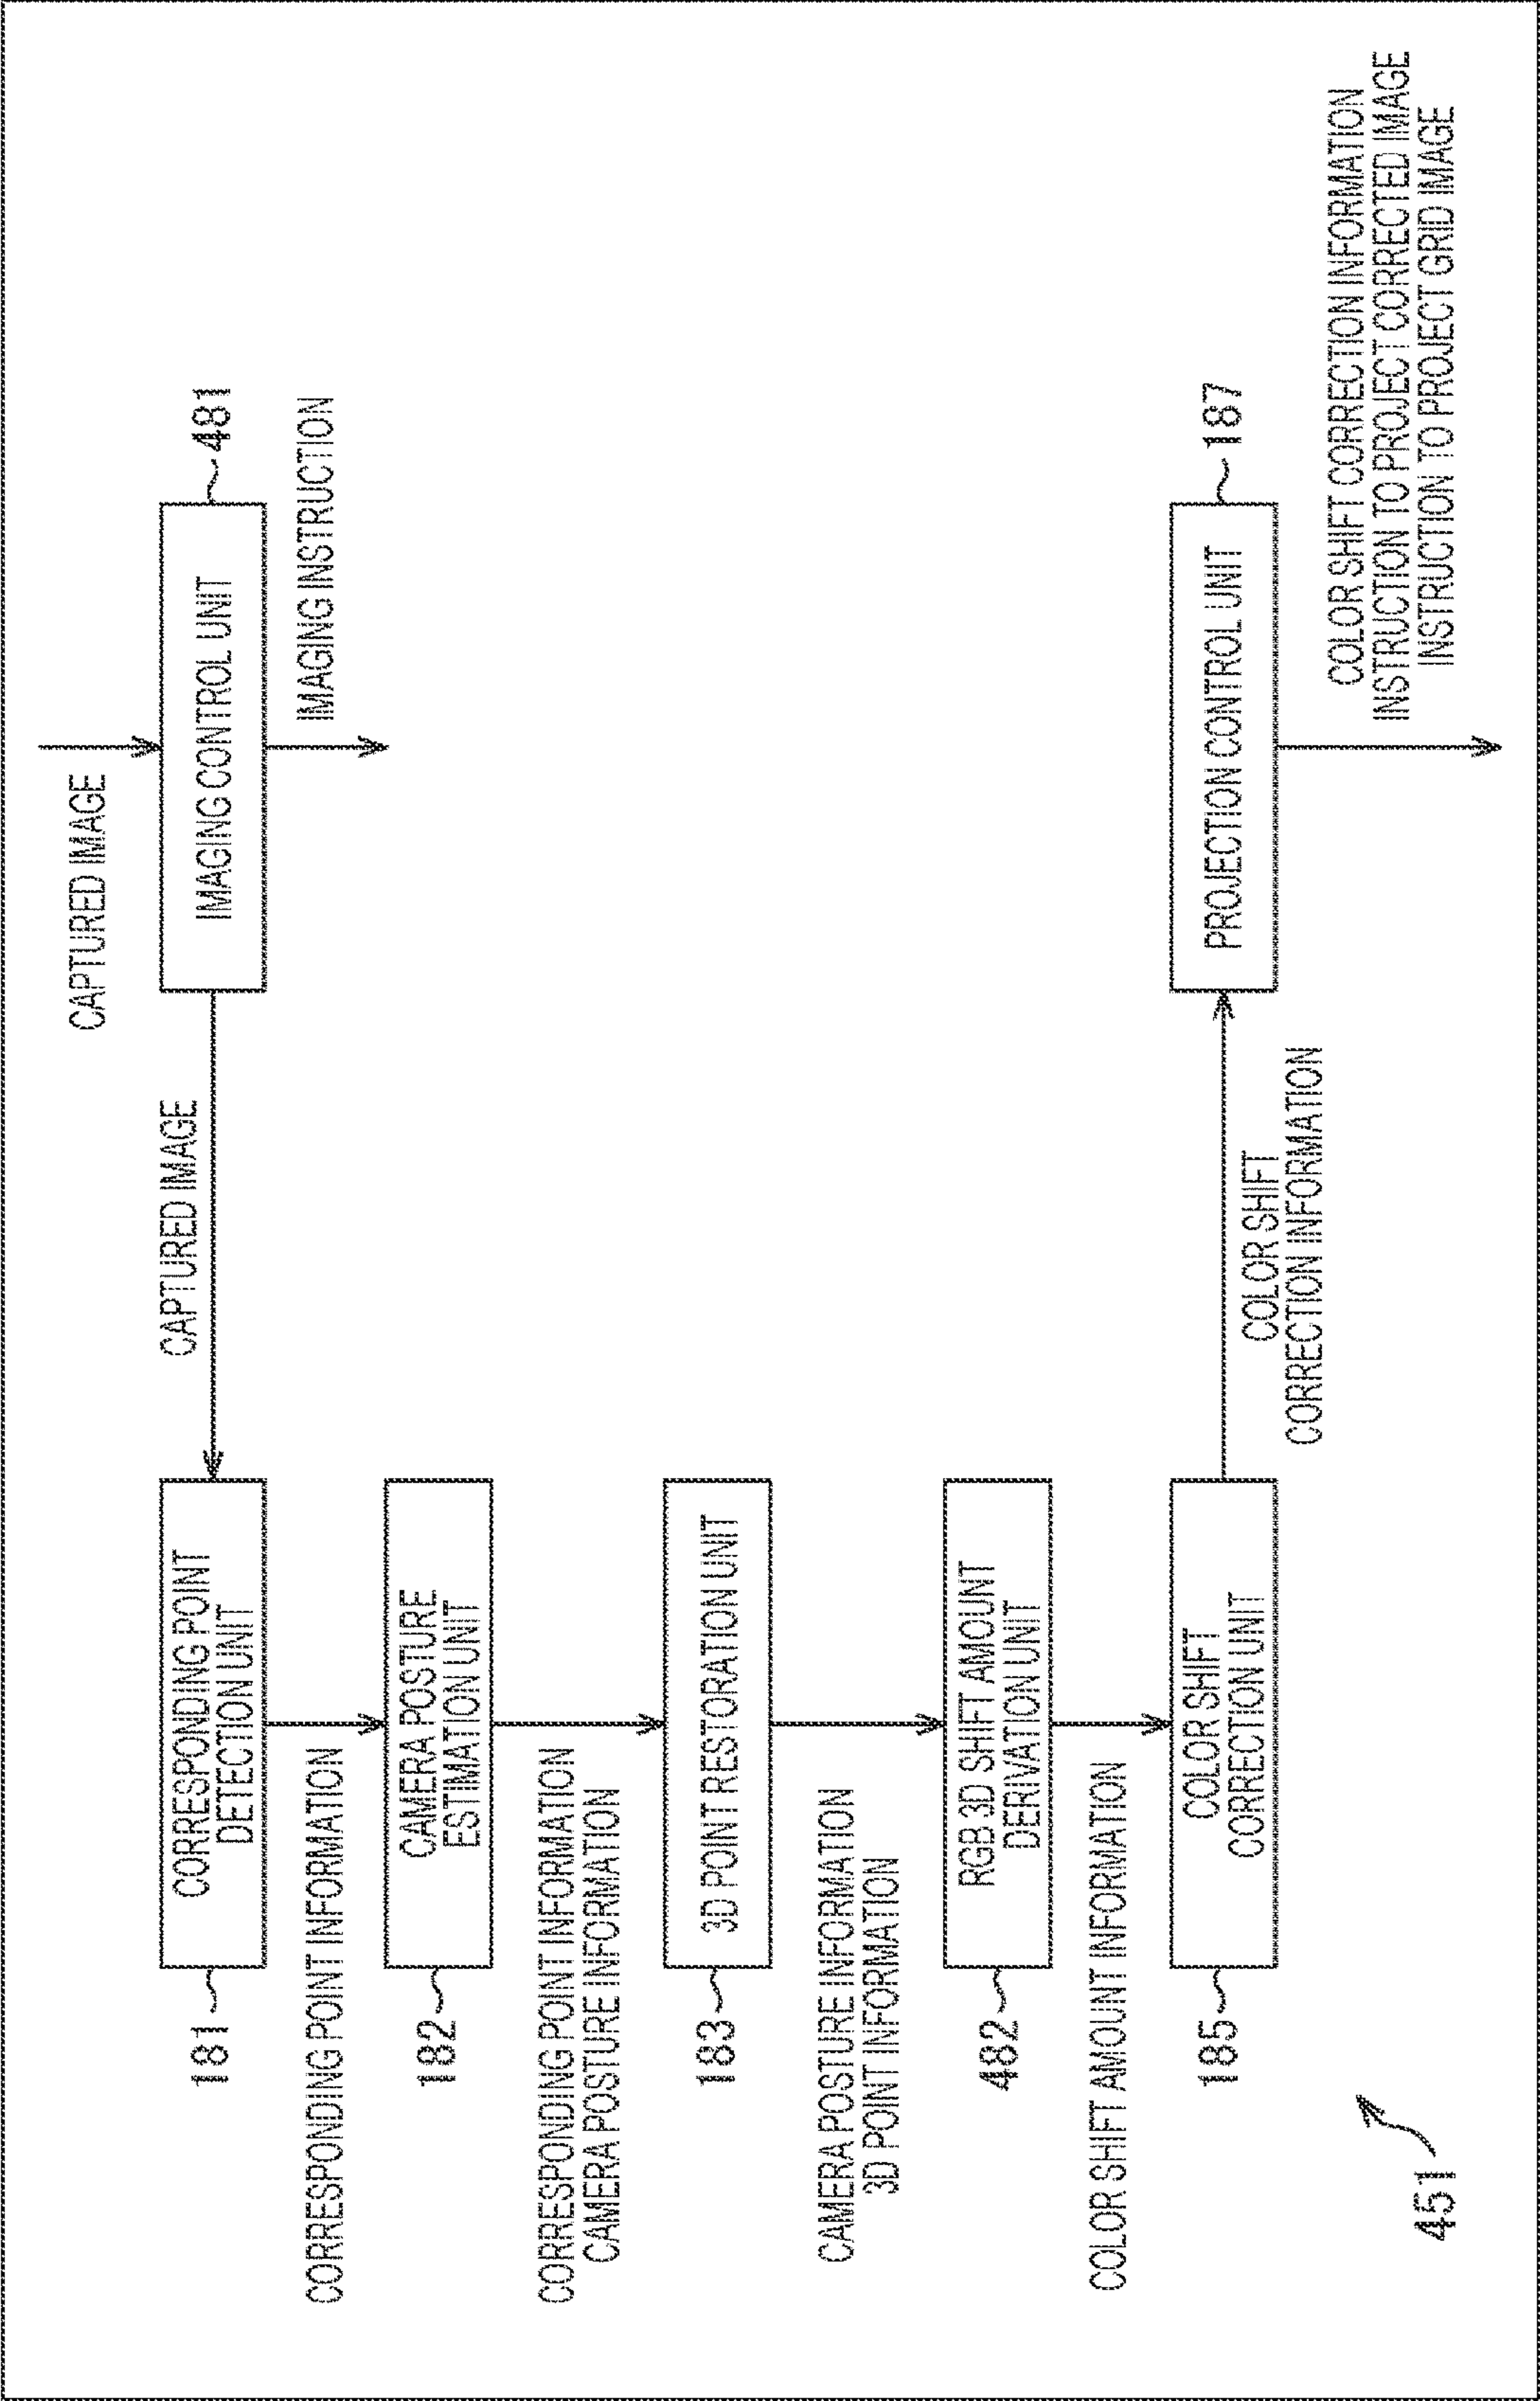 CAPTURED IMAGE
IMAGING CONTROL UNIT
481
IMAGING INSTRUCTION
CAPTURED IMAGE
CORRESPONDING POINT
DETECTION UNIT
181
CORRESPONDING POINT INFORMATION
CAMERA POSTURE
ESTIMATION UNIT
182
CORRESPONDING POINT INFORMATION
CAMERA POSTURE INFORMATION
3D POINT RESTORATION UNIT
183
CAMERA POSTURE INFORMATION
3D POINT INFORMATION
RGB 3D SHIFT AMOUNT
DERIVATION UNIT
482
COLOR SHIFT AMOUNT INFORMATION
COLOR SHIFT
CORRECTION UNIT
185
COLOR SHIFT
CORRECTION INFORMATION
PROJECTION CONTROL UNIT
187
COLOR SHIFT CORRECTION INFORMATION
INSTRUCTION TO PROJECT CORRECTED IMAGE
INSTRUCTION TO PROJECT GRID IMAGE
451